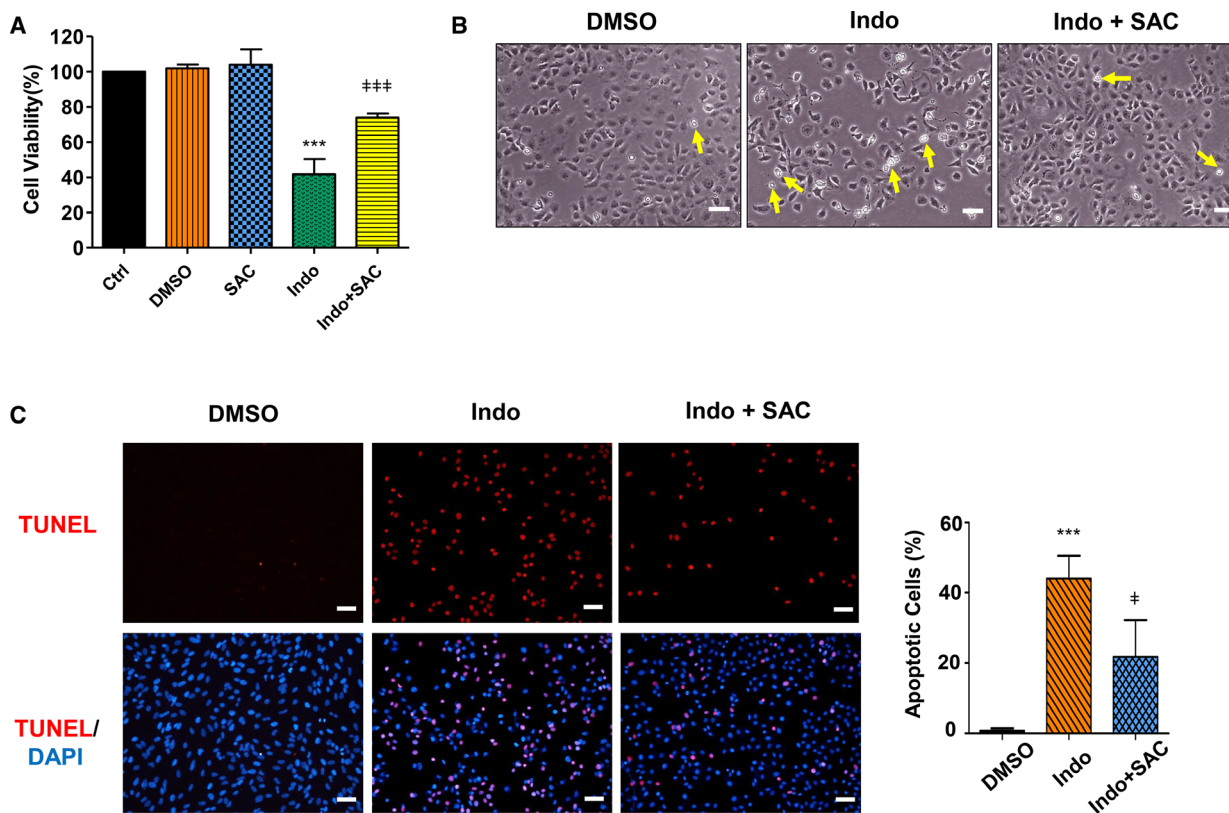 A
Cell Viability(%)
120
100
80
60
40
20
0
***
‡‡‡
Ctrl
DMSO
SAC
Indo
Indo+SAC
B
DMSO
Indo
Indo + SAC
C
DMSO
Indo
Indo + SAC
TUNEL
TUNEL/
DAPI
Apoptotic Cells (%)
60
40
20
0
***
‡
DMSO
Indo
Indo+SAC